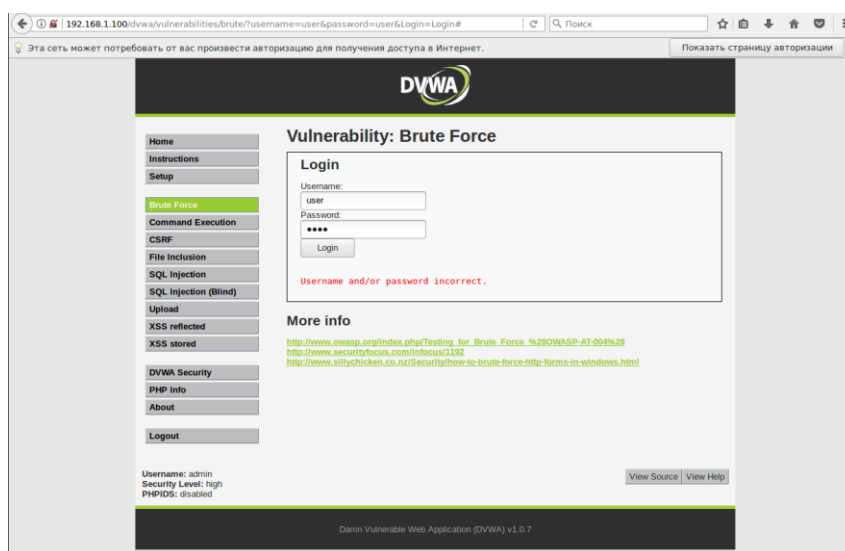 192.168.1.100/dvwa/vulnerabilities/brute/?username=user&password=user&Login=Login#
Поиск
Эта сеть может потребовать от вас произвести авторизацию для получения доступа в Интернет.
Показать страницу авторизации
DVWA
Home
Instructions
Setup
Brute Force
Command Execution
CSRF
File Inclusion
SQL Injection
SQL Injection (Blind)
Upload
XSS reflected
XSS stored
DVWA Security
PHP Info
About
Logout
Vulnerability: Brute Force
Login
Username:
user
Password:
••••
Login
Username and/or password incorrect.
More info
http://www.owasp.org/index.php/Testing_for_Brute_Force_%28OWASP-AT-004%29
http://www.securityfocus.com/infocus/1192
http://www.sillychicken.co.nz/Security/how-to-brute-force-http-forms-in-windows.html
Username: admin
Security Level: high
PHPIDS: disabled
View Source
View Help
Damn Vulnerable Web Application (DVWA) v1.0.7